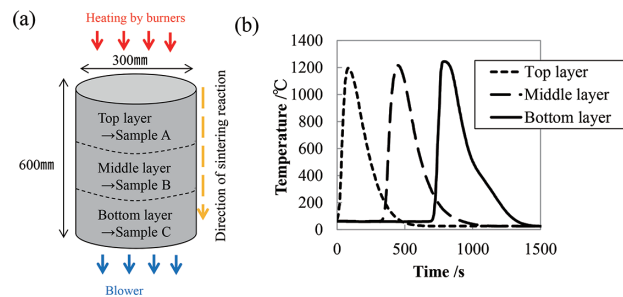 (a)
Heating by burners
300mm
600mm
Top layer
→Sample A
Middle layer
→Sample B
Bottom layer
→Sample C
Direction of sintering reaction
Blower
(b)
Temperature /℃
1400
1200
1000
800
600
400
200
0
0
500
1000
1500
Time /s
Top layer
Middle layer
Bottom layer